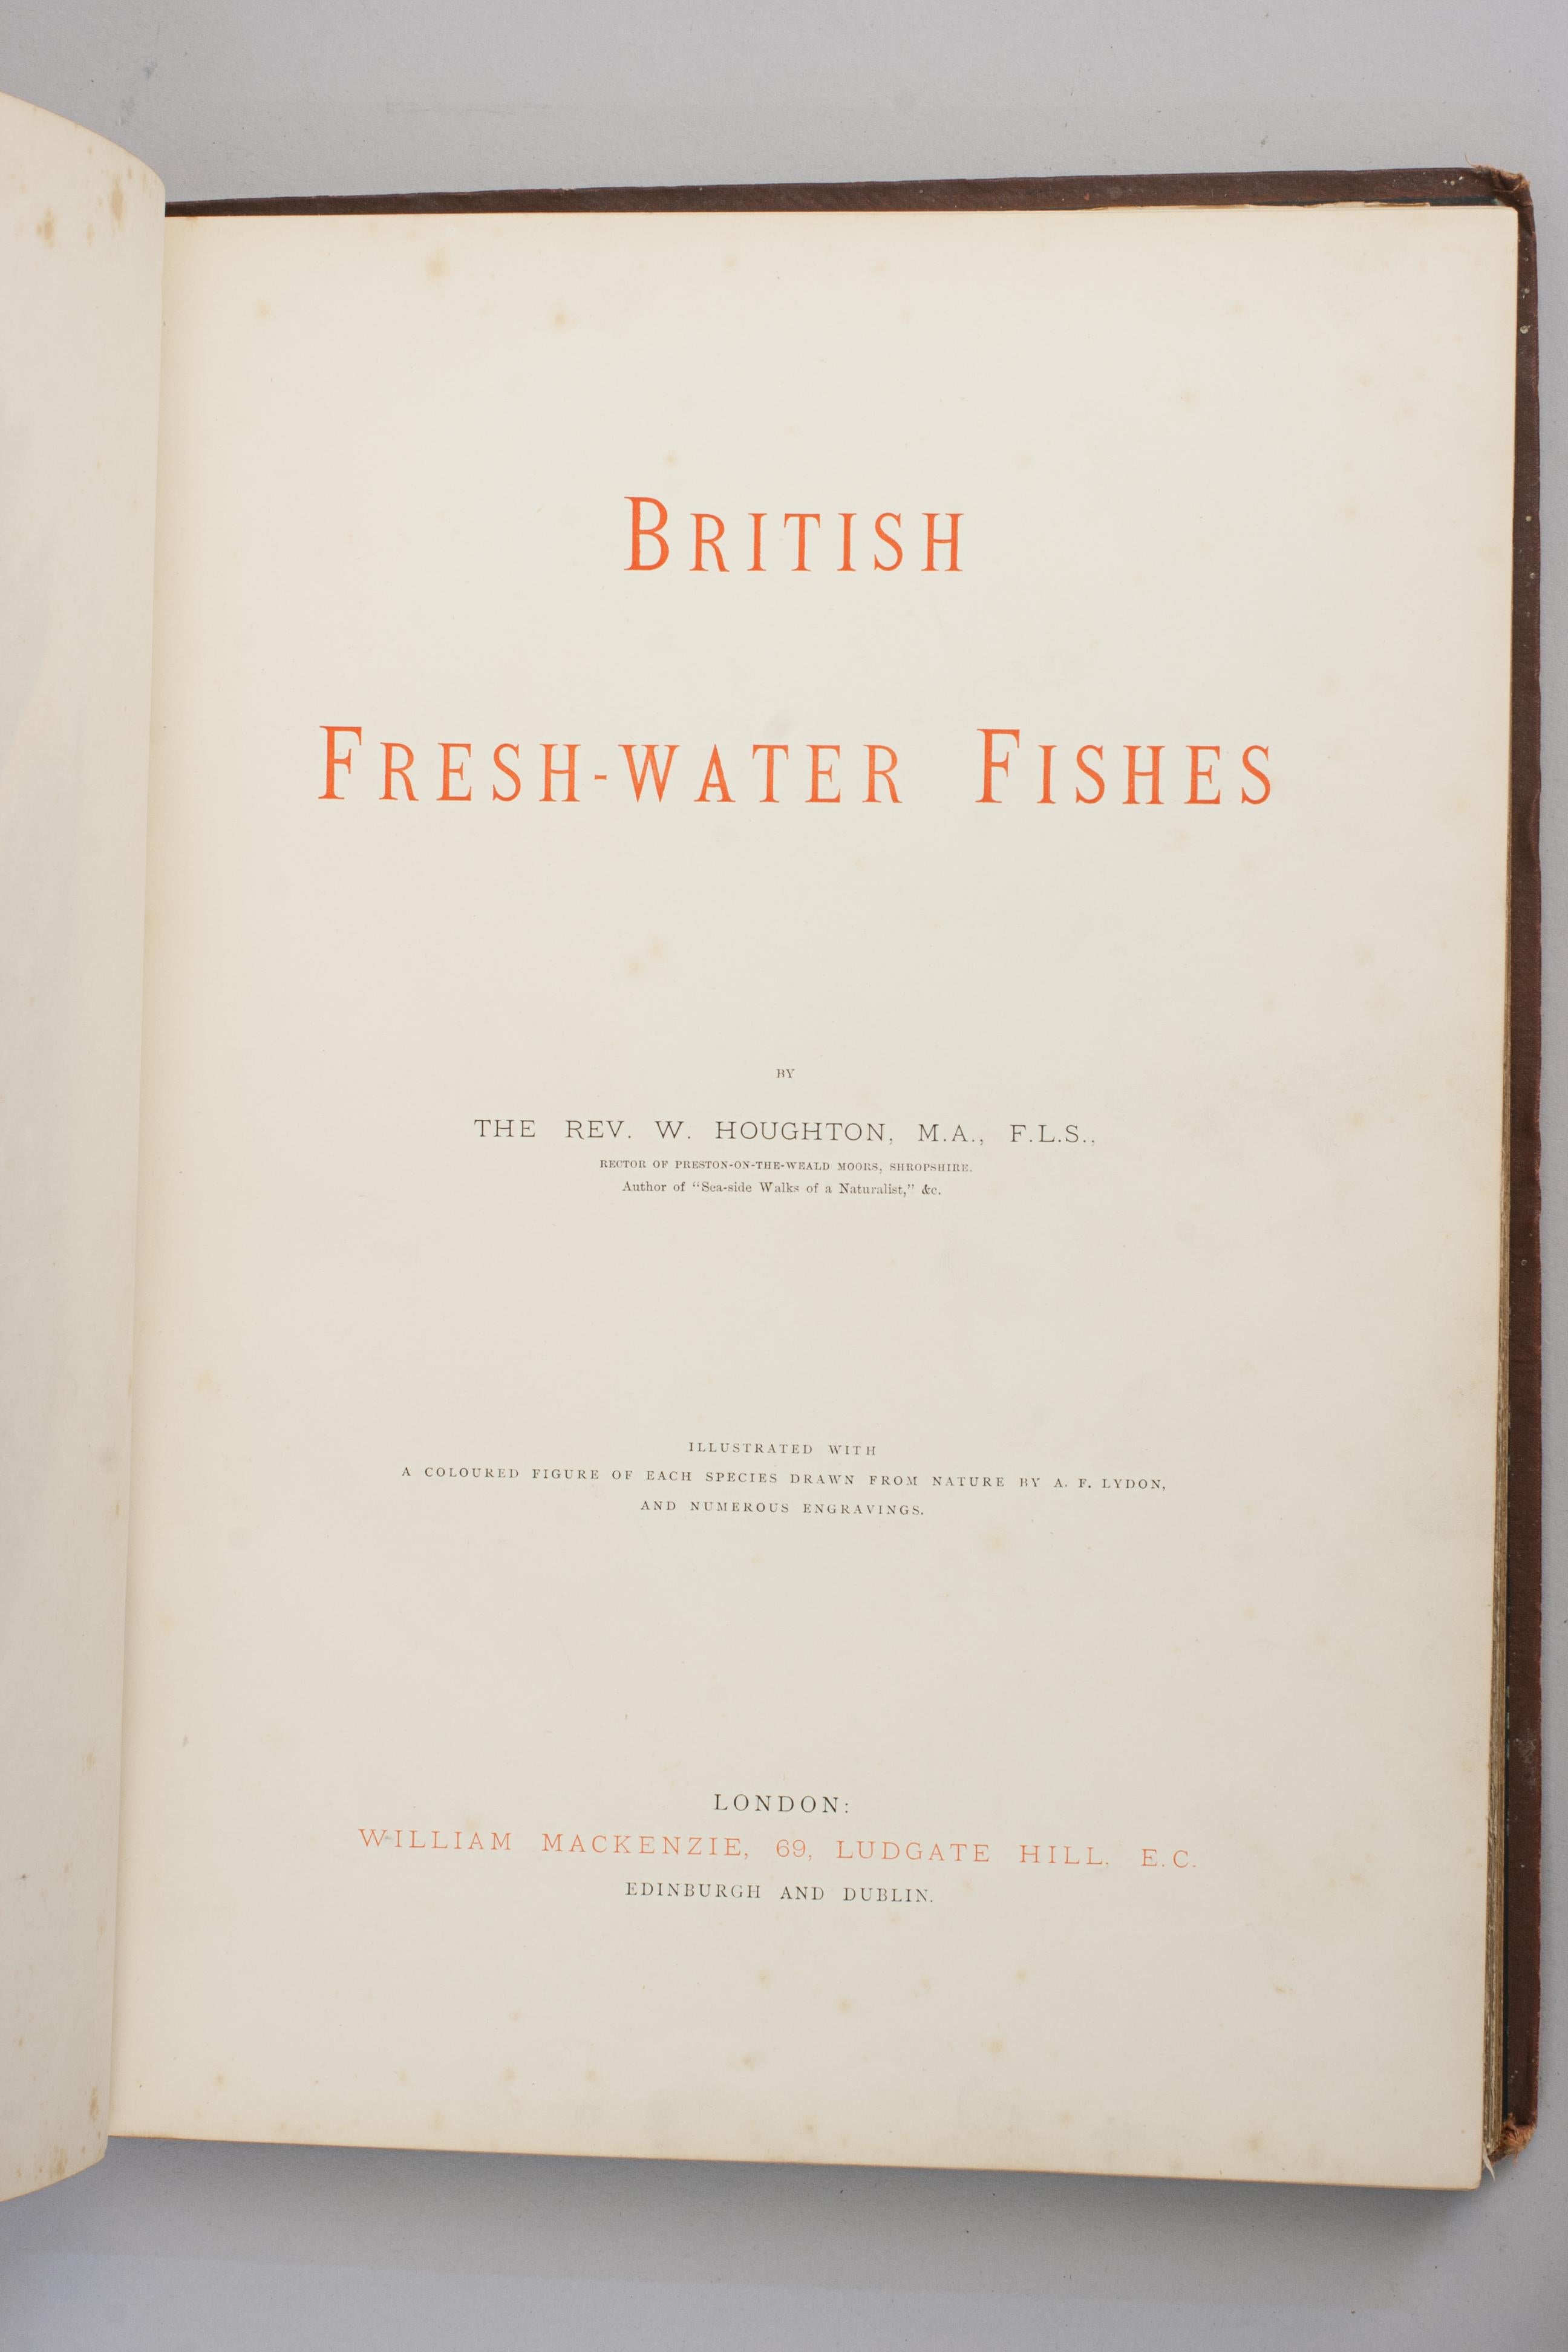 BRITISH
FRESH-WATER FISHES
BY
THE REV. W. HOUGHTON, M.A., F.L.S.,
RECTOR OF PRESTON-ON-THE-WEALD MOORS, SHROPSHIRE.
Author of "Sea-side Walks of a Naturalist," &c.
ILLUSTRATED WITH
A COLOURED FIGURE OF EACH SPECIES DRAWN FROM NATURE BY A. F. LYDON,
AND NUMEROUS ENGRAVINGS.
LONDON:
WILLIAM MACKENZIE, 69, LUDGATE HILL, E.C.
EDINBURGH AND DUBLIN.